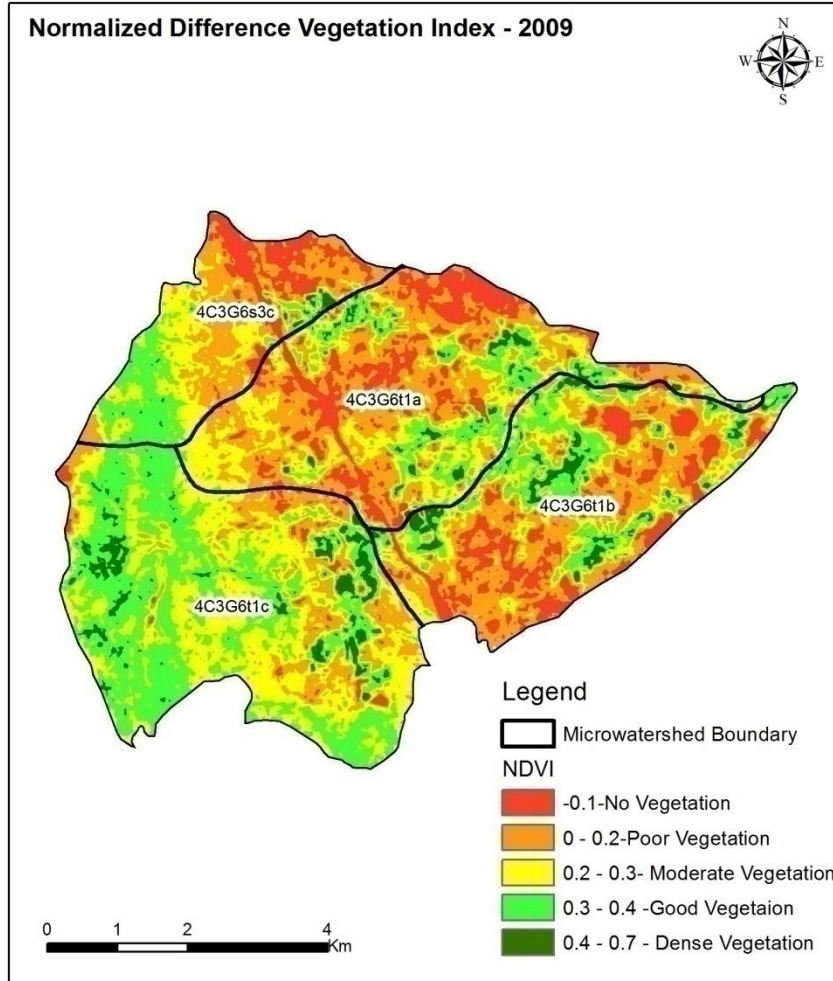 Normalized Difference Vegetation Index - 2009
N
W E
S
4C3G6s3c
4C3G6t1a
4C3G6t1b
4C3G6t1c
Legend
Microwatershed Boundary
NDVI
-0.1-No Vegetation
0 - 0.2-Poor Vegetation
0.2 - 0.3- Moderate Vegetation
0.3 - 0.4 -Good Vegetaion
0.4 - 0.7 - Dense Vegetation
0 1 2 4
Km